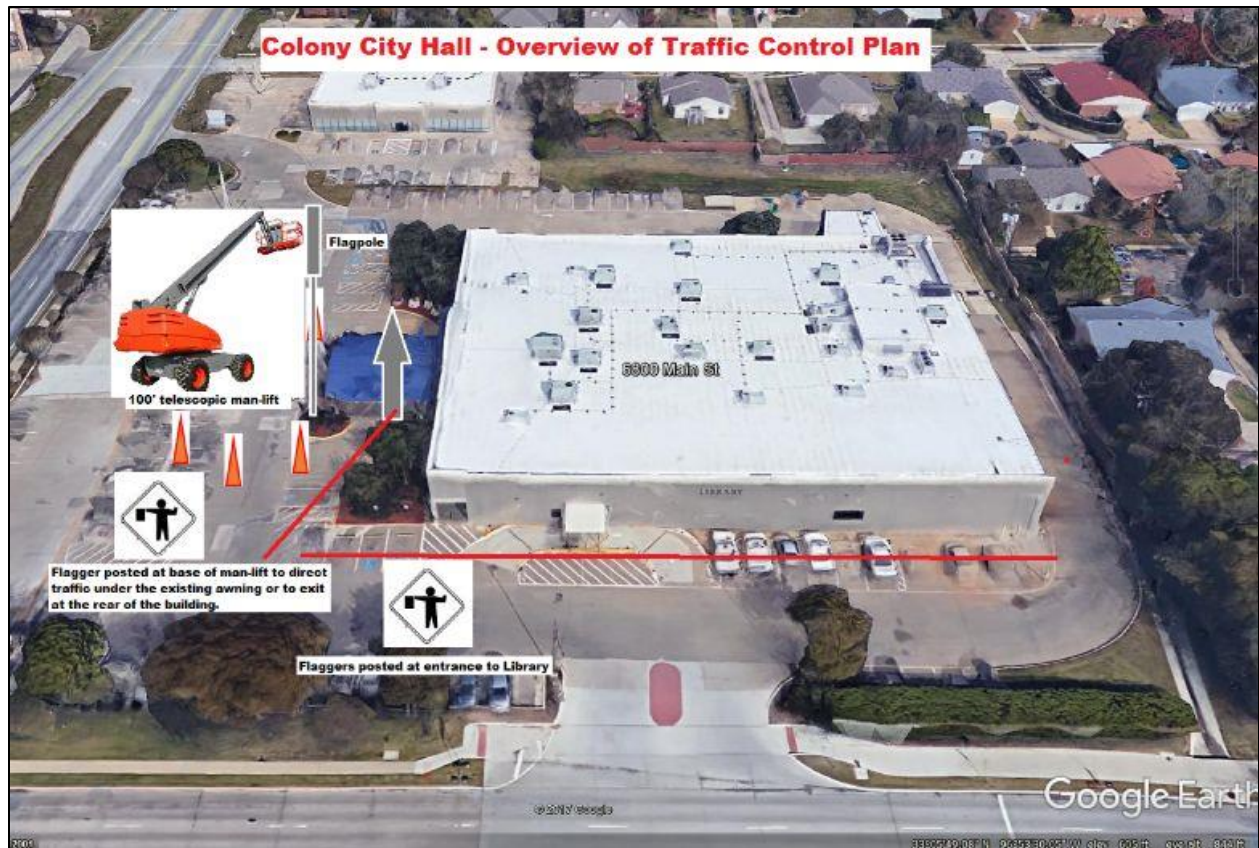 Colony City Hall - Overview of Traffic Control Plan
Flagpole
100' telescopic man-lift
6800 Main St
LIBRARY
Flagger posted at base of man-lift to direct
traffic under the existing awning or to exit
at the rear of the building.
Flaggers posted at entrance to Library
©2017 Google
Google Earth